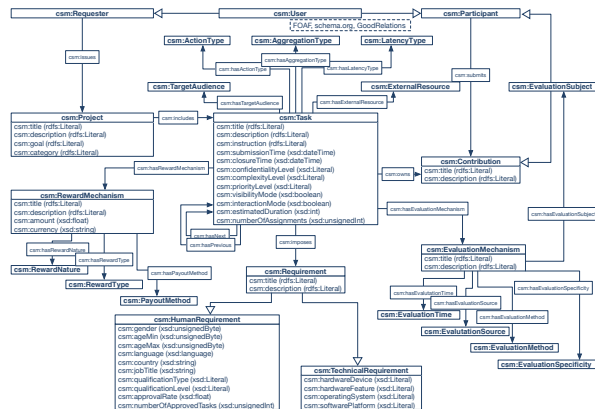 csm:Requester
csm:User
csm:Participant
FOAF, schema.org, GoodRelations
csm:issues
csm:ActionType
csm:AggregationType
csm:LatencyType
csm:hasAggregationType
csm:hasActionType
csm:hasLatencyType
csm:submits
csm:TargetAudience
csm:ExternalResource
csm:EvaluationSubject
csm:hasTargetAudience
csm:hasExternalResource
csm:Project
csm:title (rdfs:Literal)
csm:description (rdfs:Literal)
csm:goal (rdfs:Literal)
csm:category (rdfs:Literal)
csm:includes
csm:Task
csm:title (rdfs:Literal)
csm:description (rdfs:Literal)
csm:instruction (rdfs:Literal)
csm:submissionTime (xsd:dateTime)
csm:closureTime (xsd:dateTime)
csm:confidentialityLevel (xsd:Literal)
csm:complexityLevel (xsd:Literal)
csm:priorityLevel (xsd:Literal)
csm:visibilityMode (xsd:boolean)
csm:interactionMode (xsd:boolean)
csm:estimatedDuration (xsd:int)
csm:numberOfAssignments (xsd:unsignedInt)
csm:owns
csm:Contribution
csm:title (rdfs:Literal)
csm:description (rdfs:Literal)
csm:hasRewardMechanism
csm:hasEvaluationMechanism
csm:hasEvaluationSubject
csm:RewardMechanism
csm:title (rdfs:Literal)
csm:description (rdfs:Literal)
csm:amount (xsd:float)
csm:currency (xsd:string)
csm:hasNext
csm:hasPrevious
csm:imposes
csm:hasRewardNature
csm:hasRewardType
csm:hasPayoutMethod
csm:RewardNature
csm:RewardType
csm:PayoutMethod
csm:EvaluationMechanism
csm:title (rdfs:Literal)
csm:description (rdfs:Literal)
csm:Requirement
csm:title (rdfs:Literal)
csm:description (rdfs:Literal)
csm:hasEvaluationSpecificity
csm:hasEvaluationTime
csm:hasEvaluationSource
csm:hasEvaluationMethod
csm:EvaluationTime
csm:EvalutationSource
csm:EvaluationMethod
csm:EvaluationSpecificity
csm:HumanRequirement
csm:gender (xsd:unsignedByte)
csm:ageMin (xsd:unsignedByte)
csm:ageMax (xsd:unsignedByte)
csm:language (xsd:language)
csm:country (xsd:string)
csm:jobTitle (xsd:string)
csm:qualificationType (xsd:Literal)
csm:qualificationLevel (xsd:Literal)
csm:approvalRate (xsd:float)
csm:numberOfApprovedTasks (xsd:unsignedInt)
csm:TechnicalRequirement
csm:hardwareDevice (xsd:Literal)
csm:hardwareFeature (xsd:Literal)
csm:operatingSystem (xsd:Literal)
csm:softwarePlatform (xsd:Literal)